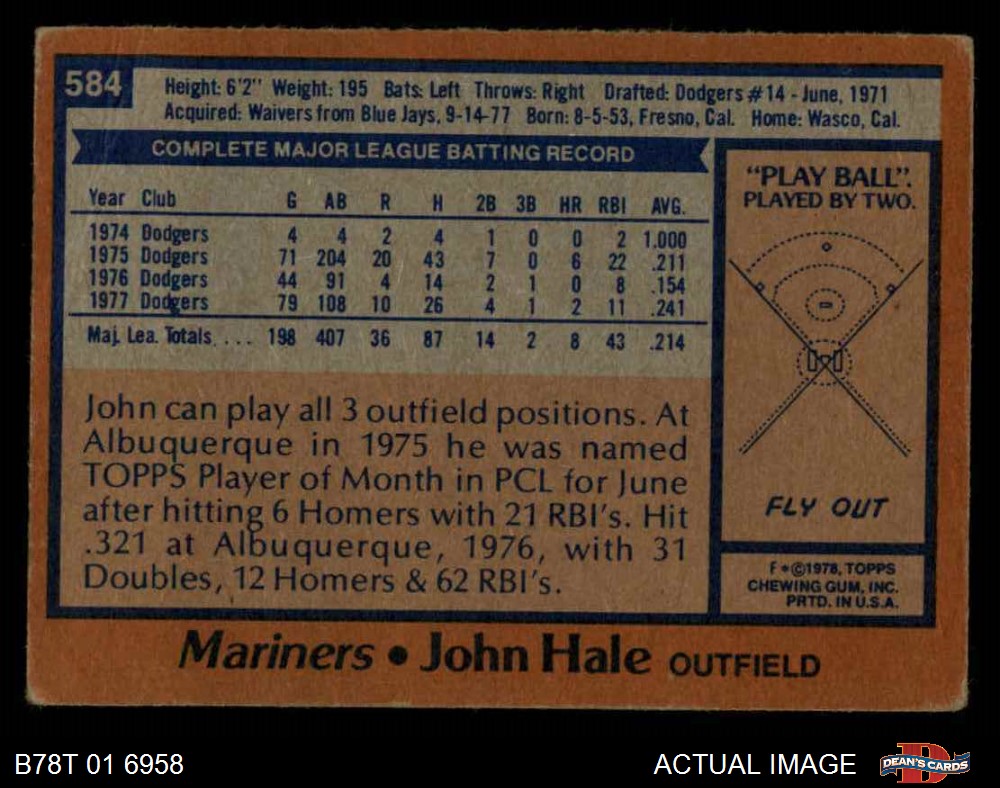 584
Height: 6'2" Weight: 195 Bats: Left Throws: Right Drafted: Dodgers #14 - June, 1971
Acquired: Waivers from Blue Jays, 9-14-77 Born: 8-5-53, Fresno, Cal. Home: Wasco, Cal.
COMPLETE MAJOR LEAGUE BATTING RECORD
Year Club G AB R H 2B 3B HR RBI AVG.
1974 Dodgers 4 4 2 4 1 0 0 2 1.000
1975 Dodgers 71 204 20 43 7 0 6 22 .211
1976 Dodgers 44 91 4 14 2 1 0 8 .154
1977 Dodgers 79 108 10 26 4 1 2 11 .241
Maj. Lea. Totals .... 198 407 36 87 14 2 8 43 .214
John can play all 3 outfield positions. At
Albuquerque in 1975 he was named
TOPPS Player of Month in PCL for June
after hitting 6 Homers with 21 RBI's. Hit
.321 at Albuquerque, 1976, with 31
Doubles, 12 Homers & 62 RBI's.
"PLAY BALL".
PLAYED BY TWO.
FLY OUT
F*©1978, TOPPS
CHEWING GUM, INC.
PRTD. IN U.S.A.
Mariners • John Hale OUTFIELD
B78T 01 6958
ACTUAL IMAGE
D
DEAN'S CARDS